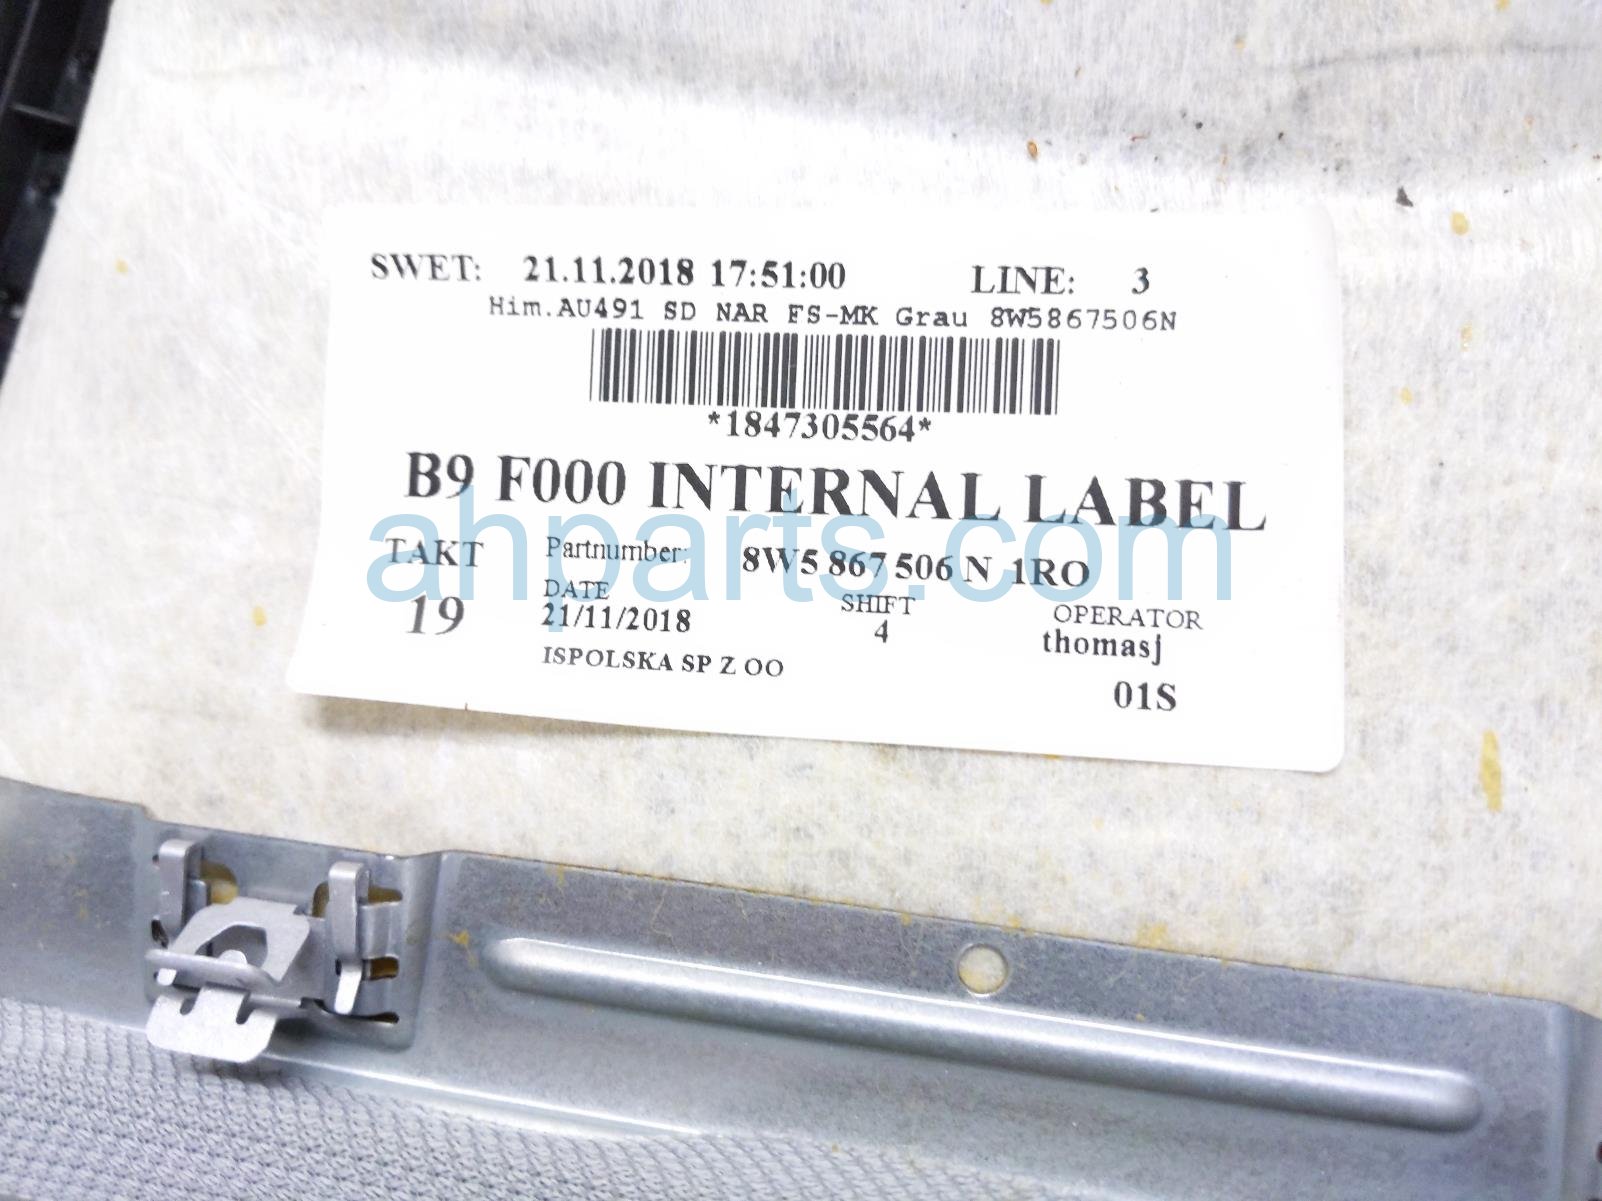 SWET: 21.11.2018 17:51:00 LINE: 3
Him.AU491 SD NAR FS-MK Grau 8W5867506N
*1847305564*
B9 F000 INTERNAL LABEL
ahparts.com
TAKT Partnumber: 8W5 867 506 N 1RO
DATE SHIFT OPERATOR
19 21/11/2018 4 thomasj
ISPOLSKA SP Z OO
01S